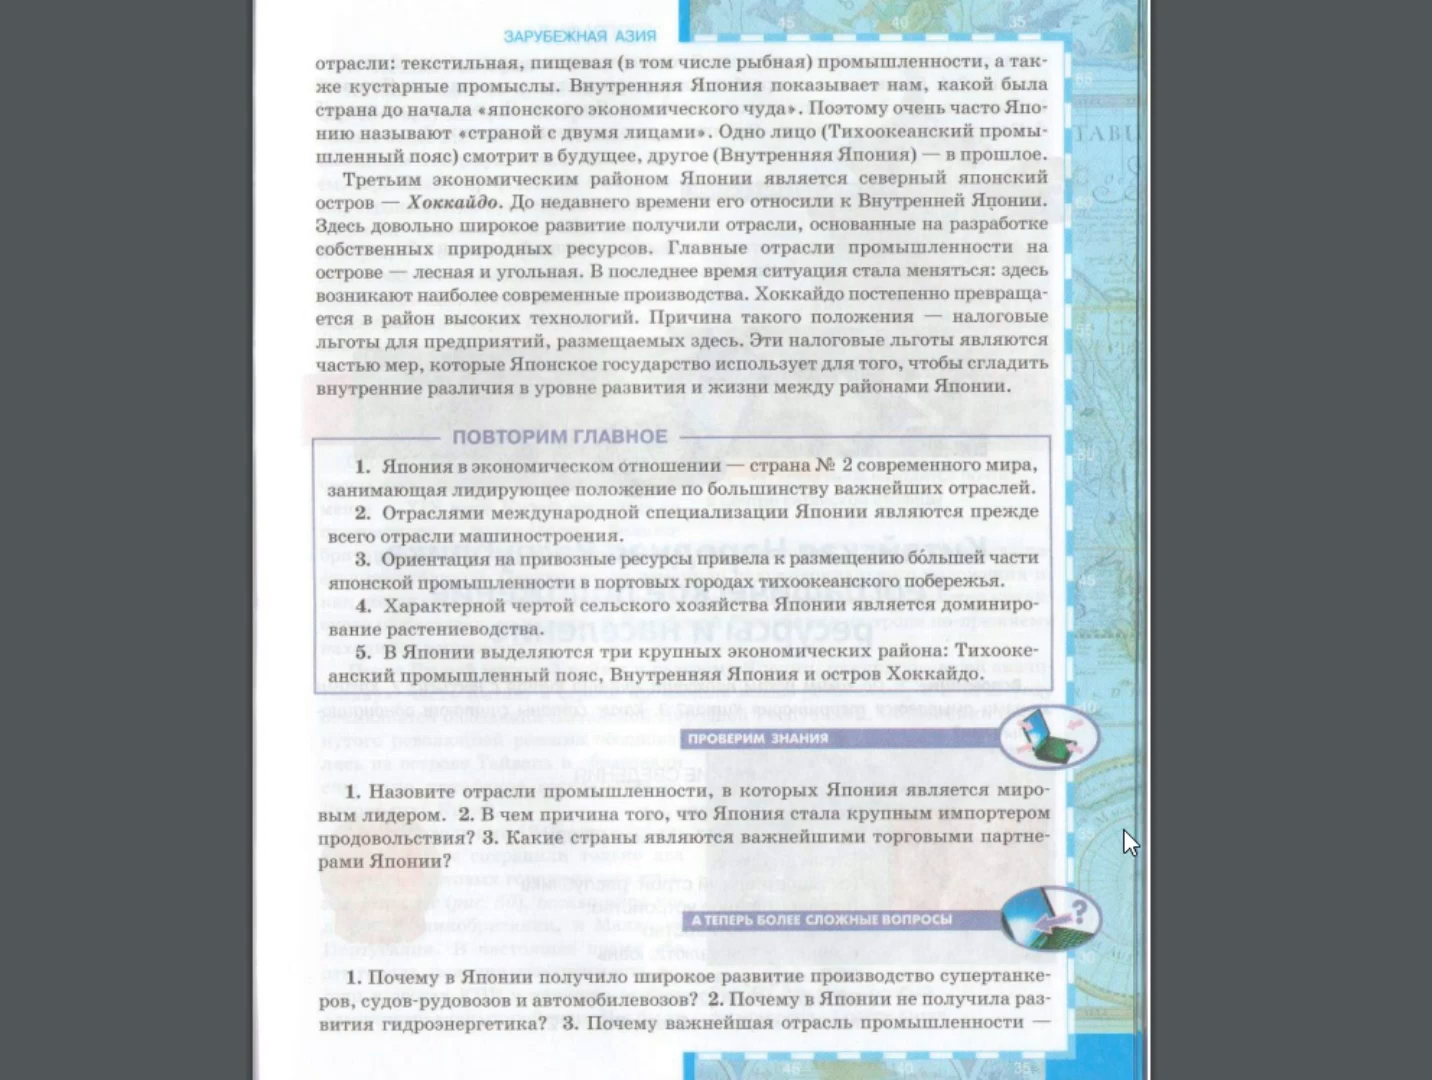 45 40 35
ЗАРУБЕЖНАЯ АЗИЯ
отрасли: текстильная, пищевая (в том числе рыбная) промышленности, а так-
же кустарные промыслы. Внутренняя Япония показывает нам, какой была
страна до начала «японского экономического чуда». Поэтому очень часто Япо-
нию называют «страной с двумя лицами». Одно лицо (Тихоокеанский промы-
шленный пояс) смотрит в будущее, другое (Внутренняя Япония) — в прошлое.
Третьим экономическим районом Японии является северный японский
остров — Хоккайдо. До недавнего времени его относили к Внутренней Японии.
Здесь довольно широкое развитие получили отрасли, основанные на разработке
собственных природных ресурсов. Главные отрасли промышленности на
острове — лесная и угольная. В последнее время ситуация стала меняться: здесь
возникают наиболее современные производства. Хоккайдо постепенно превраща-
ется в район высоких технологий. Причина такого положения — налоговые
льготы для предприятий, размещаемых здесь. Эти налоговые льготы являются
частью мер, которые Японское государство использует для того, чтобы сгладить
внутренние различия в уровне развития и жизни между районами Японии.
ПОВТОРИМ ГЛАВНОЕ
1. Япония в экономическом отношении — страна № 2 современного мира,
занимающая лидирующее положение по большинству важнейших отраслей.
2. Отраслями международной специализации Японии являются прежде
всего отрасли машиностроения.
3. Ориентация на привозные ресурсы привела к размещению бо́льшей части
японской промышленности в портовых городах тихоокеанского побережья.
4. Характерной чертой сельского хозяйства Японии является доминиро-
вание растениеводства.
5. В Японии выделяются три крупных экономических района: Тихооке-
анский промышленный пояс, Внутренняя Япония и остров Хоккайдо.
ПРОВЕРИМ ЗНАНИЯ
1. Назовите отрасли промышленности, в которых Япония является миро-
вым лидером. 2. В чем причина того, что Япония стала крупным импортером
продовольствия? 3. Какие страны являются важнейшими торговыми партне-
рами Японии?
А ТЕПЕРЬ БОЛЕЕ СЛОЖНЫЕ ВОПРОСЫ
1. Почему в Японии получило широкое развитие производство супертанке-
ров, судов-рудовозов и автомобилевозов? 2. Почему в Японии не получила раз-
вития гидроэнергетика? 3. Почему важнейшая отрасль промышленности —